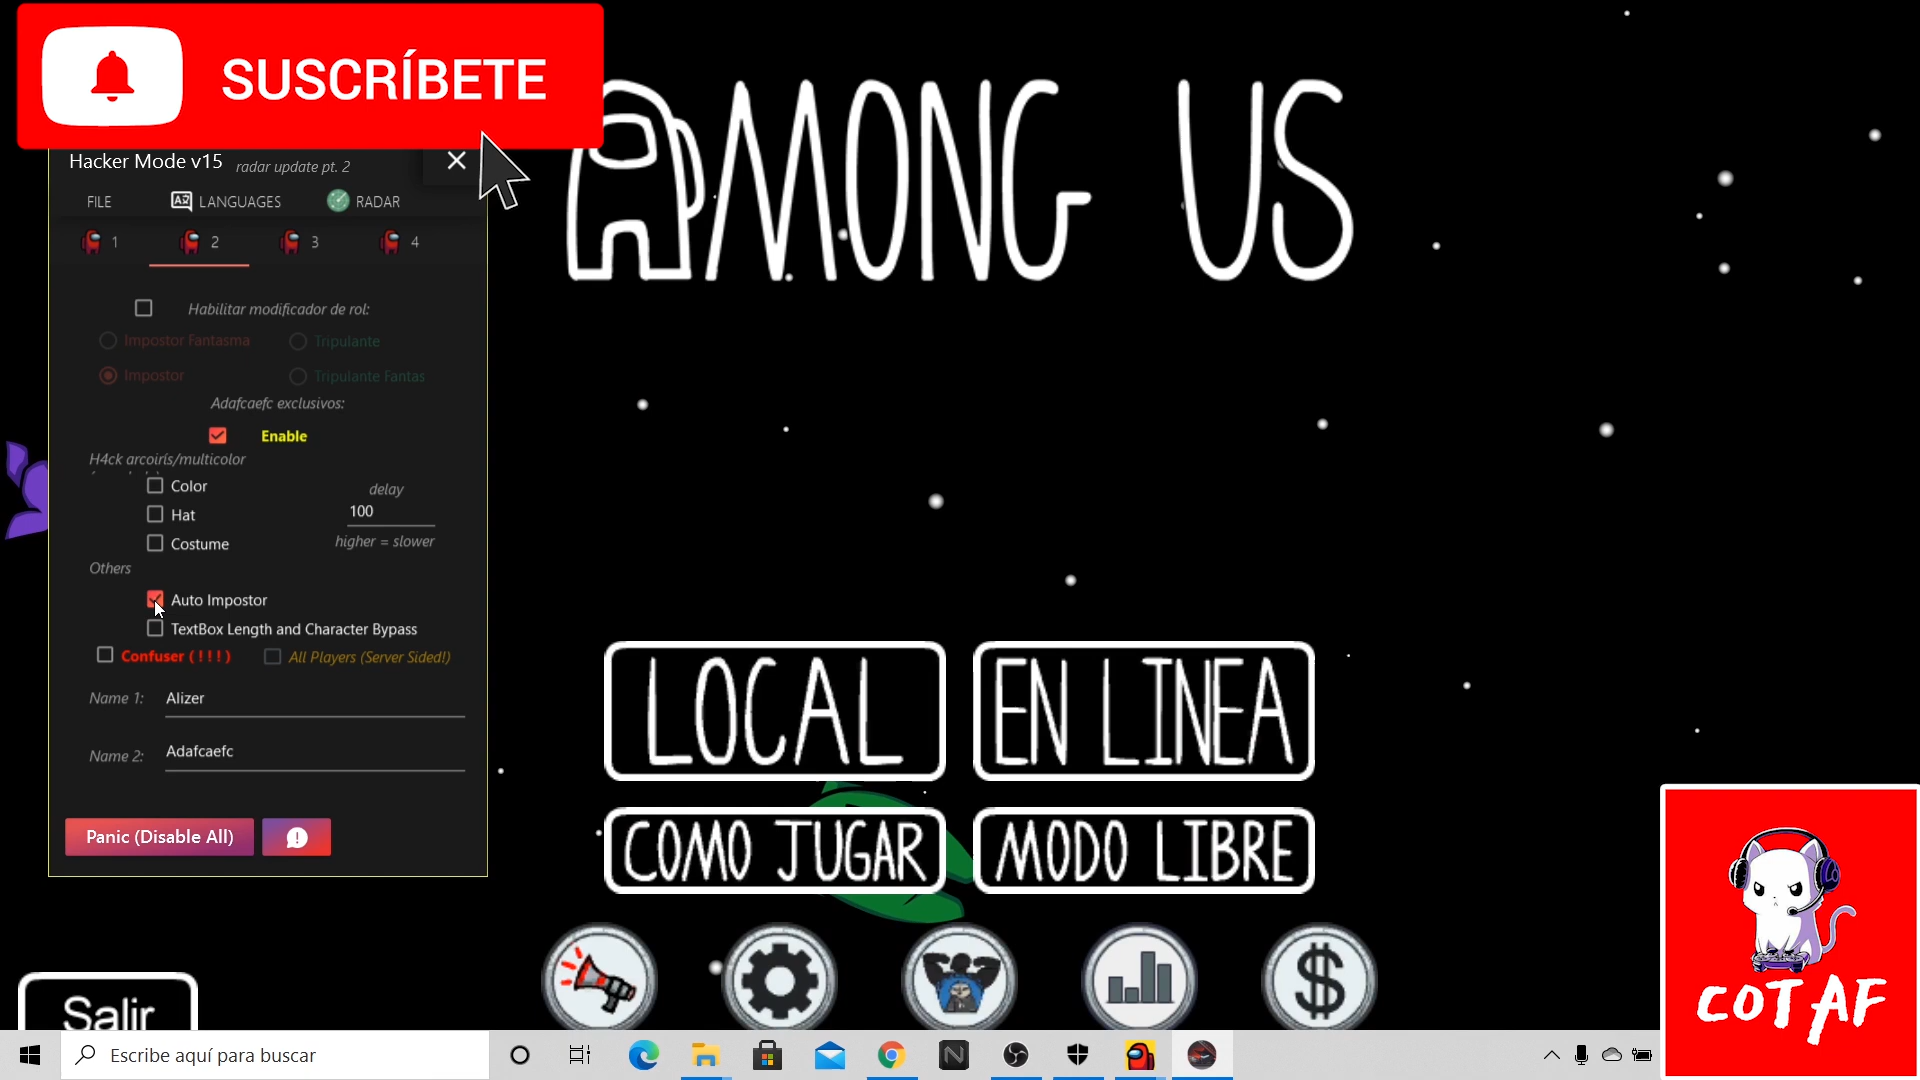 SUSCRÍBETE
AMONG US
Hacker Mode v15 radar update pt. 2
FILE LANGUAGES RADAR
1 2 3 4
Habilitar modificador de rol:
Impostor Fantasma Tripulante
Impostor Tripulante Fantas
Adafcaefc exclusivos:
Enable
H4ck arcoirís/multicolor
Color
delay
Hat
100
Costume
higher = slower
Others
Auto Impostor
TextBox Length and Character Bypass
Confuser (!!!) All Players (Server Sided!)
Name 1: Alizer
Name 2: Adafcaefc
Panic (Disable All)
LOCAL EN LINEA
COMO JUGAR MODO LIBRE
Salir
COTAF
Escribe aquí para buscar